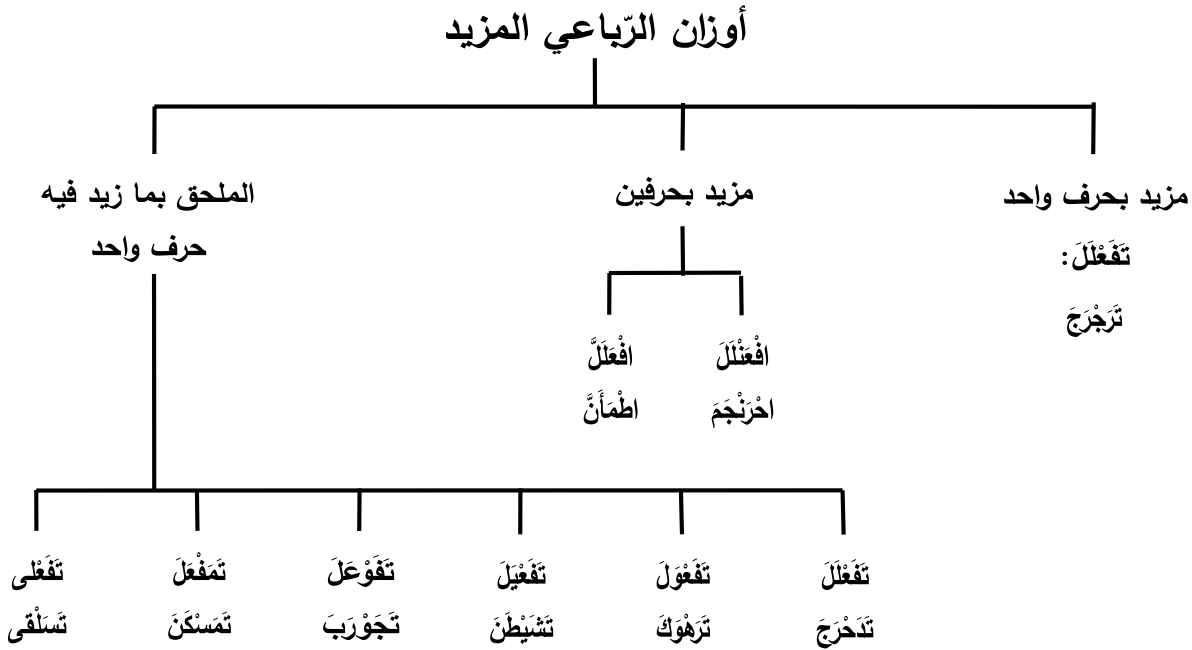 أوزان الرّباعي المزيد
مزيد بحرف واحد
تَفَعْلَلَ:
تَرَجْرَجَ
مزيد بحرفين
افْعَنْلَلَ
احْرَنْجَمَ
افْعَلَلَّ
اطْمَأَنَّ
الملحق بما زيد فيه
حرف واحد
تَفَعْلَلَ
تَدَحْرَجَ
تَفَعْوَلَ
تَرَهْوَكَ
تَفَعْيَلَ
تَشَيْطَنَ
تَفَوْعَلَ
تَجَوْرَبَ
تَمَفْعَلَ
تَمَسْكَنَ
تَفَعْلى
تَسَلْقى